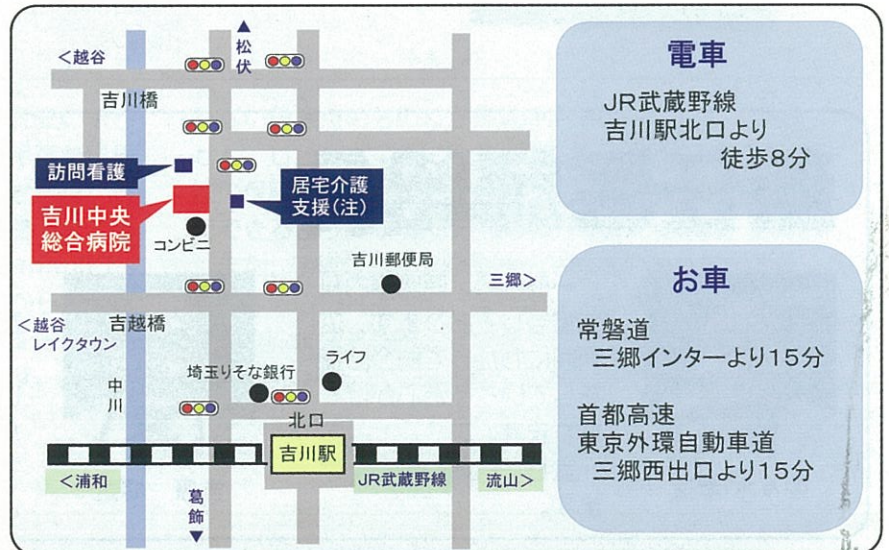 ▲
松
伏
<越谷
吉川橋
訪問看護
吉川中央
総合病院
コンビニ
居宅介護
支援(注)
吉川郵便局
三郷>
<越谷
レイクタウン
吉越橋
中
川
埼玉りそな銀行
ライフ
北口
吉川駅
<浦和
JR武蔵野線
流山>
葛
飾
▼
電車
JR武蔵野線
吉川駅北口より
徒歩8分
お車
常磐道
三郷インターより15分
首都高速
東京外環自動車道
三郷西出口より15分